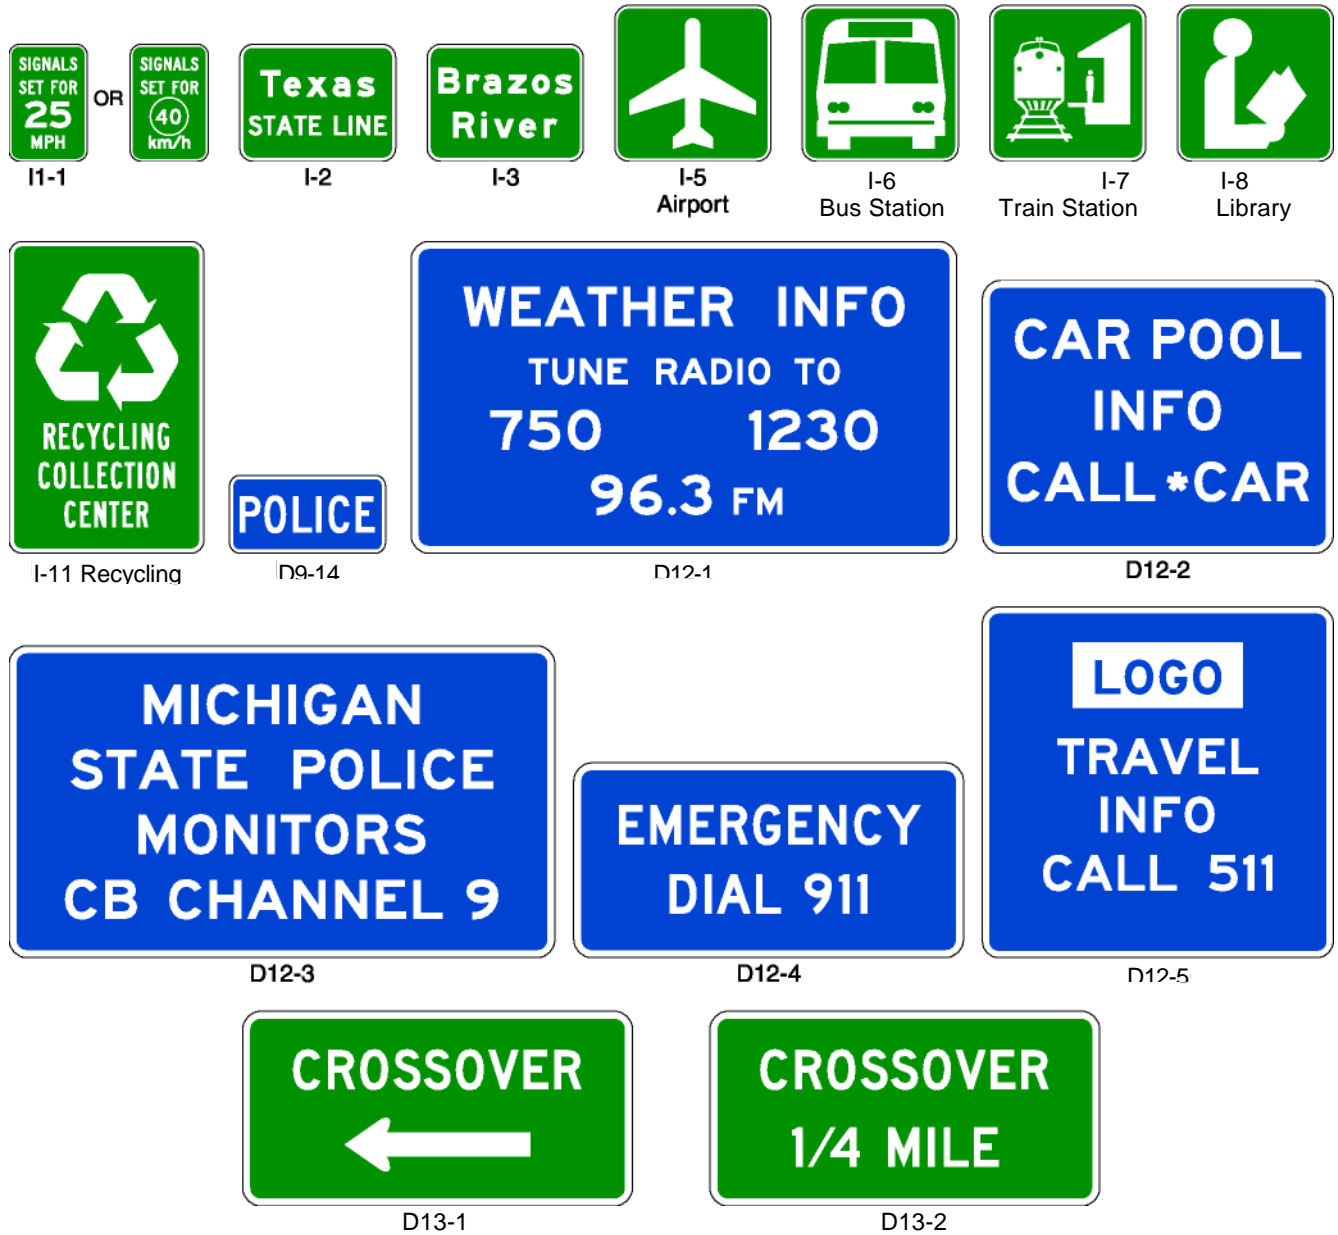 SIGNALS
SET FOR
25
MPH
OR
SIGNALS
SET FOR
40
km/h
I1-1
Texas
STATE LINE
I-2
Brazos
River
I-3
I-5
Airport
I-6
Bus Station
I-7
Train Station
I-8
Library
RECYCLING
COLLECTION
CENTER
I-11 Recycling
POLICE
D9-14
WEATHER INFO
TUNE RADIO TO
750 1230
96.3 FM
D12-1
CAR POOL
INFO
CALL *CAR
D12-2
MICHIGAN
STATE POLICE
MONITORS
CB CHANNEL 9
D12-3
EMERGENCY
DIAL 911
D12-4
LOGO
TRAVEL
INFO
CALL 511
D12-5
CROSSOVER
D13-1
CROSSOVER
1/4 MILE
D13-2